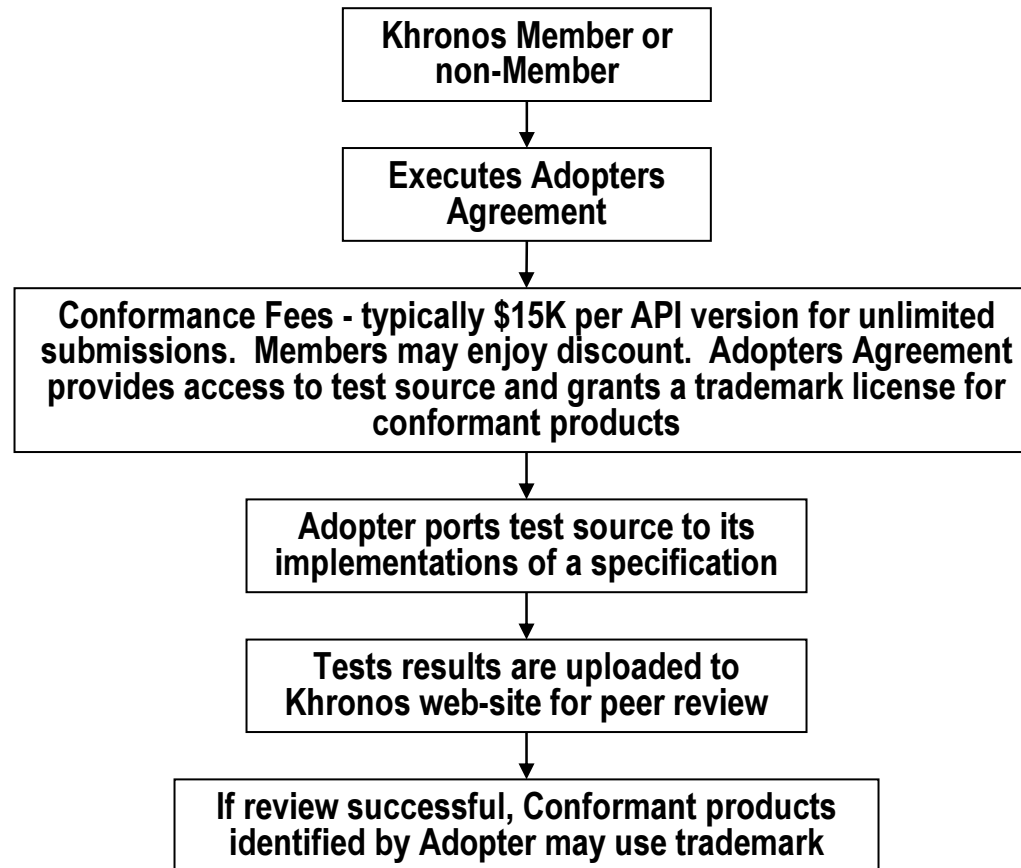 Khronos Member or
non-Member
Executes Adopters
Agreement
Conformance Fees - typically $15K per API version for unlimited
submissions.  Members may enjoy discount.  Adopters Agreement
provides access to test source and grants a trademark license for
conformant products
Adopter ports test source to its
implementations of a specification
Tests results are uploaded to
Khronos web-site for peer review
If review successful, Conformant products
identified by Adopter may use trademark